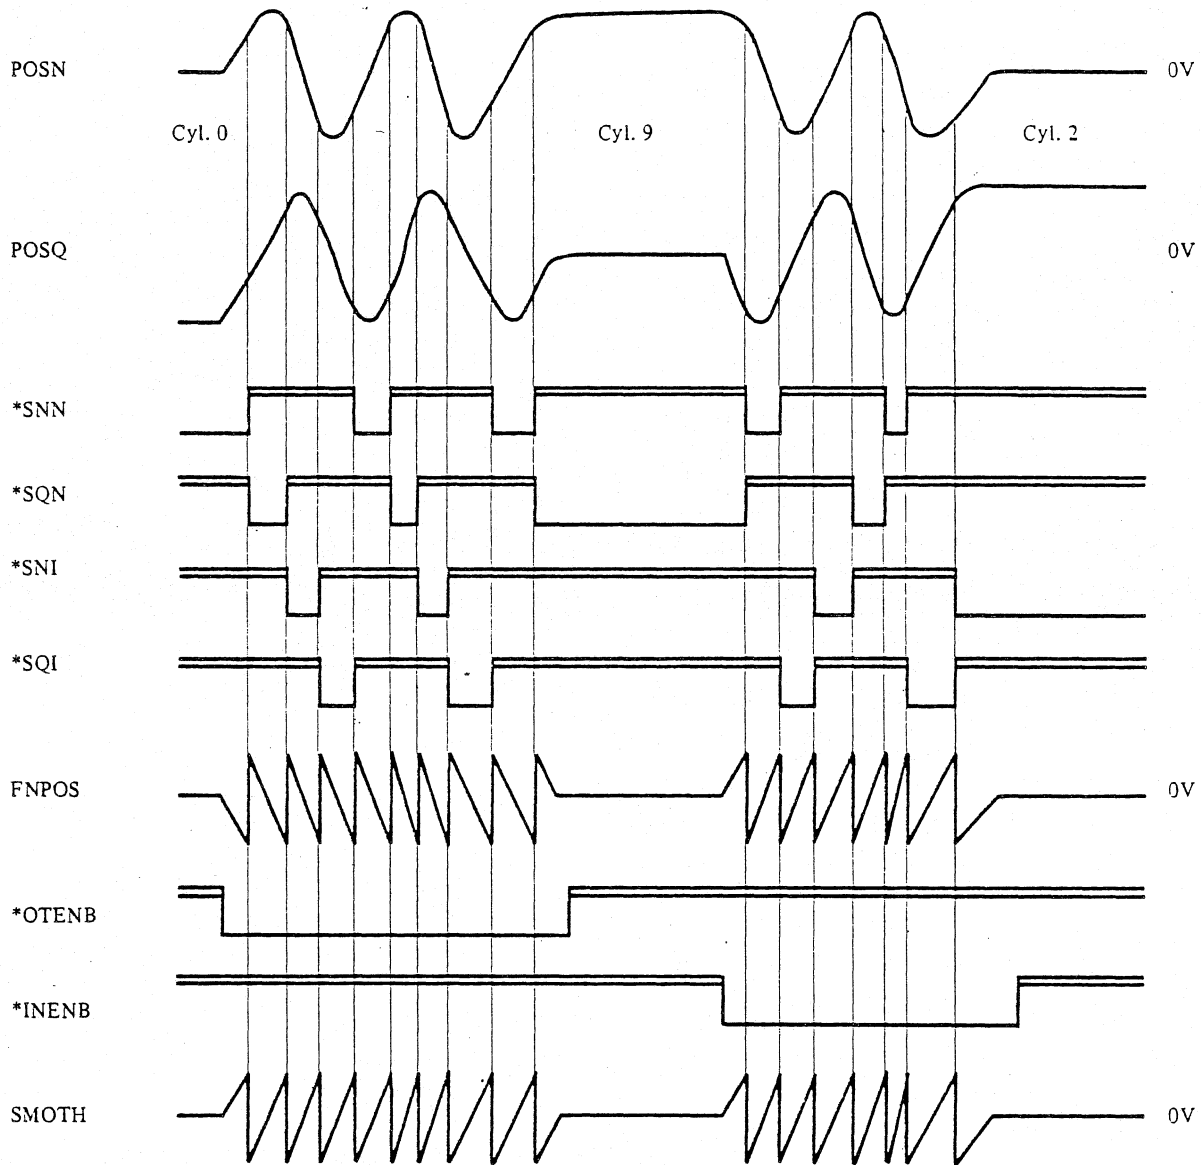 POSN 0V
Cyl. 0 Cyl. 9 Cyl. 2
POSQ 0V
*SNN
*SQN
*SNI
*SQI
FNPOS 0V
*OTENB
*INENB
SMOTH 0V